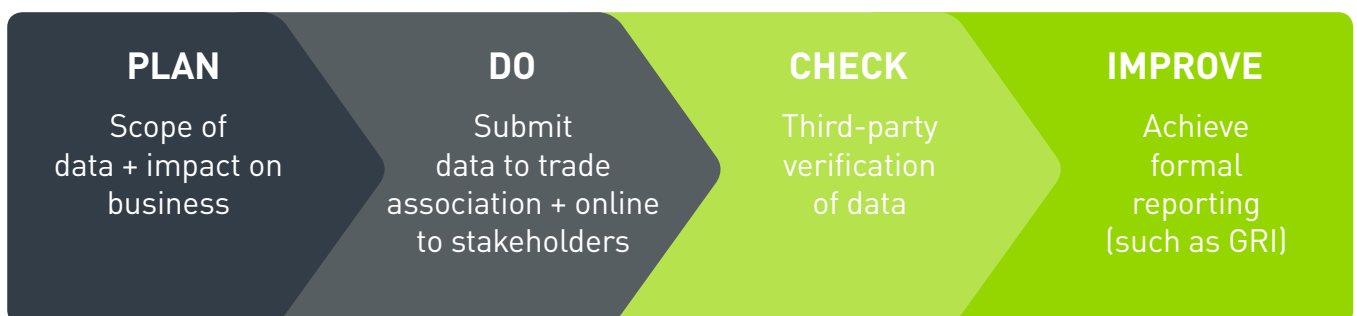 PLAN
Scope of
data + impact on
business
DO
Submit
data to trade
association + online
to stakeholders
CHECK
Third-party
verification
of data
IMPROVE
Achieve
formal
reporting
(such as GRI)